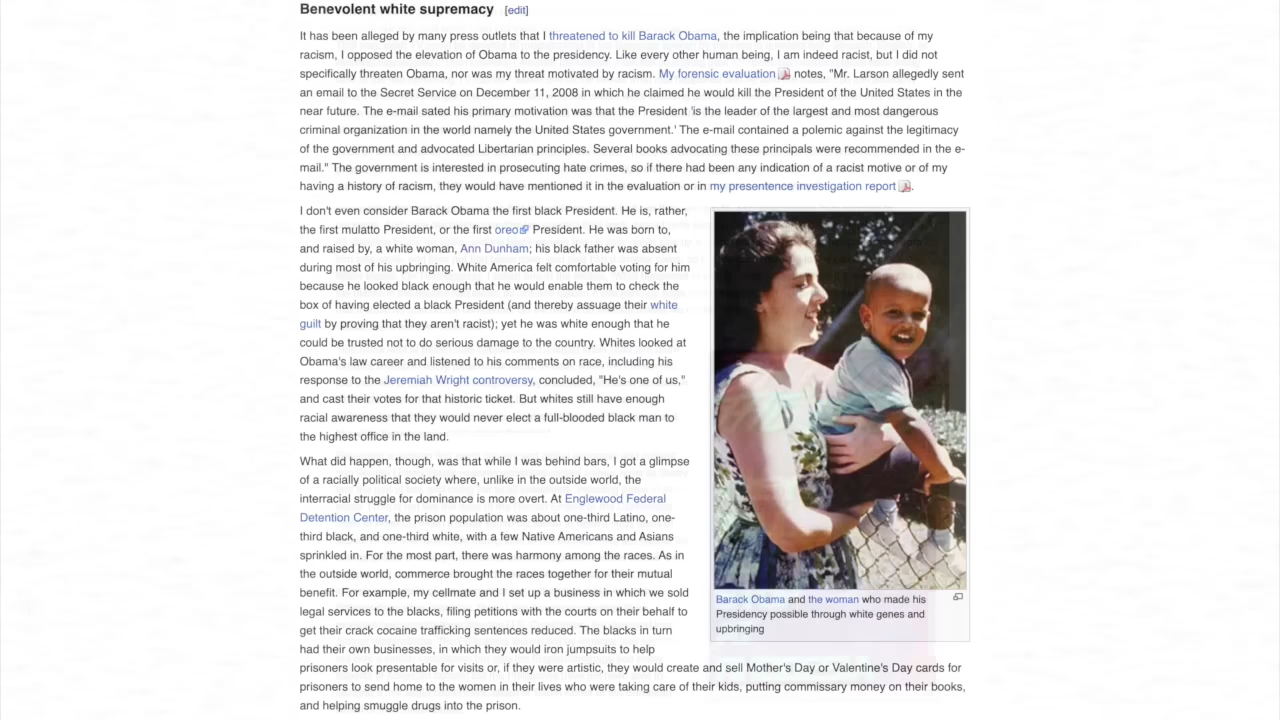 Benevolent white supremacy [edit]
It has been alleged by many press outlets that I threatened to kill Barack Obama, the implication being that because of my
racism, I opposed the elevation of Obama to the presidency. Like every other human being, I am indeed racist, but I did not
specifically threaten Obama, nor was my threat motivated by racism. My forensic evaluation notes, "Mr. Larson allegedly sent
an email to the Secret Service on December 11, 2008 in which he claimed he would kill the President of the United States in the
near future. The e-mail sated his primary motivation was that the President 'is the leader of the largest and most dangerous
criminal organization in the world namely the United States government.' The e-mail contained a polemic against the legitimacy
of the government and advocated Libertarian principles. Several books advocating these principals were recommended in the e-
mail." The government is interested in prosecuting hate crimes, so if there had been any indication of a racist motive or of my
having a history of racism, they would have mentioned it in the evaluation or in my presentence investigation report.
I don't even consider Barack Obama the first black President. He is, rather,
the first mulatto President, or the first oreo President. He was born to,
and raised by, a white woman, Ann Dunham; his black father was absent
during most of his upbringing. White America felt comfortable voting for him
because he looked black enough that he would enable them to check the
box of having elected a black President (and thereby assuage their white
guilt by proving that they aren't racist); yet he was white enough that he
could be trusted not to do serious damage to the country. Whites looked at
Obama's law career and listened to his comments on race, including his
response to the Jeremiah Wright controversy, concluded, "He's one of us,"
and cast their votes for that historic ticket. But whites still have enough
racial awareness that they would never elect a full-blooded black man to
the highest office in the land.
What did happen, though, was that while I was behind bars, I got a glimpse
of a racially political society where, unlike in the outside world, the
interracial struggle for dominance is more overt. At Englewood Federal
Detention Center, the prison population was about one-third Latino, one-
third black, and one-third white, with a few Native Americans and Asians
sprinkled in. For the most part, there was harmony among the races. As in
the outside world, commerce brought the races together for their mutual
benefit. For example, my cellmate and I set up a business in which we sold
legal services to the blacks, filing petitions with the courts on their behalf to
get their crack cocaine trafficking sentences reduced. The blacks in turn
had their own businesses, in which they would iron jumpsuits to help
prisoners look presentable for visits or, if they were artistic, they would create and sell Mother's Day or Valentine's Day cards for
prisoners to send home to the women in their lives who were taking care of their kids, putting commissary money on their books,
and helping smuggle drugs into the prison.
Barack Obama and the woman who made his
Presidency possible through white genes and
upbringing